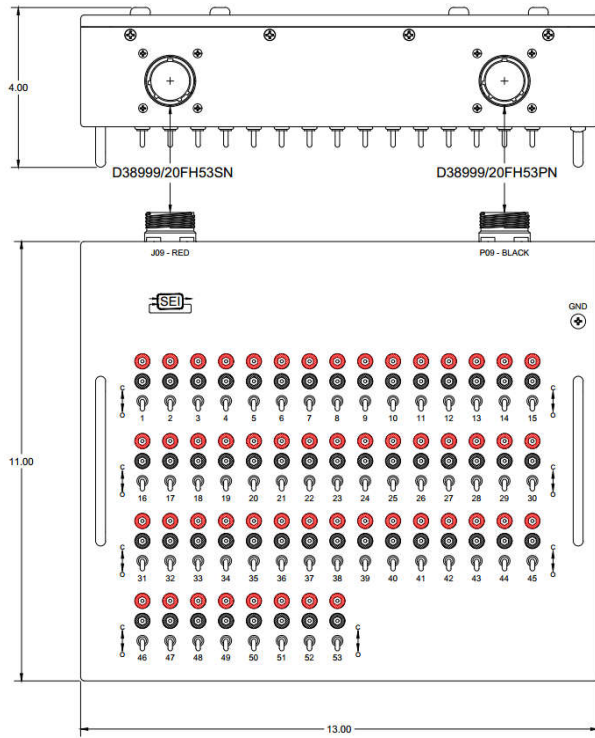 4.00
D38999/20FH53SN D38999/20FH53PN
J09 - RED P09 - BLACK
SEI
GND
C C
O O
1 2 3 4 5 6 7 8 9 10 11 12 13 14 15
C C
O O
16 17 18 19 20 21 22 23 24 25 26 27 28 29 30
11.00
C C
O O
31 32 33 34 35 36 37 38 39 40 41 42 43 44 45
C C
O O
46 47 48 49 50 51 52 53
13.00